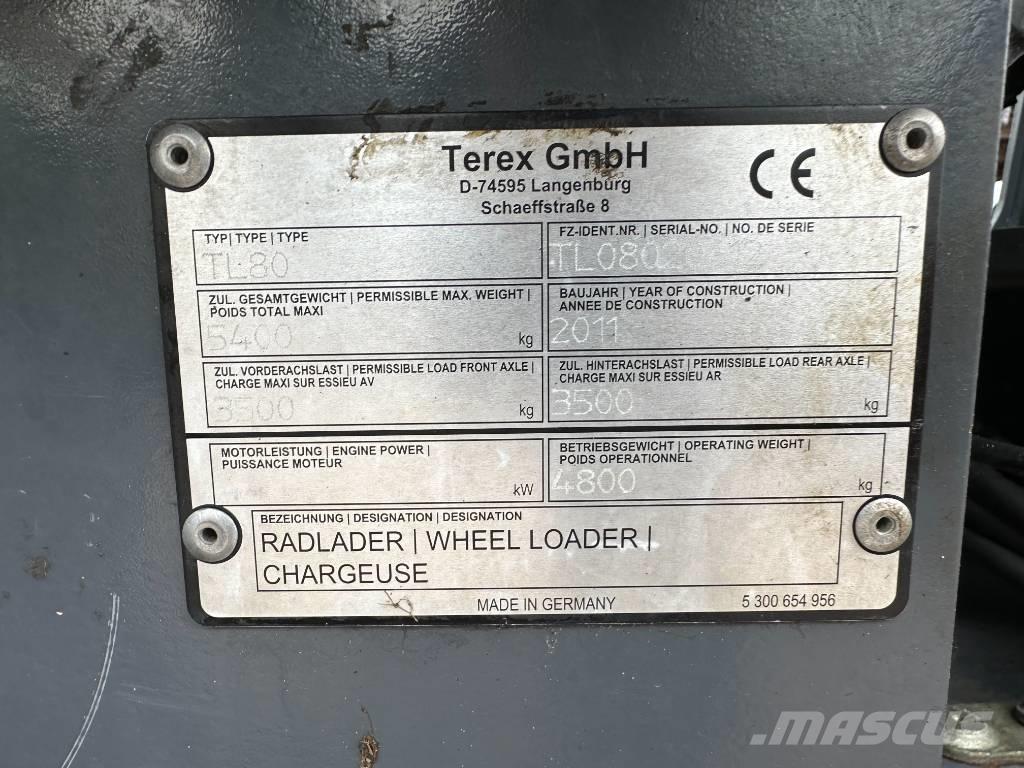 Terex GmbH
D-74595 Langenburg
Schaeffstraße 8
CE
TYP| TYPE | TYPE
TL80
FZ-IDENT.NR. | SERIAL-NO. | NO. DE SERIE
TL080
ZUL. GESAMTGEWICHT | PERMISSIBLE MAX. WEIGHT |
POIDS TOTAL MAXI
5400 kg
BAUJAHR | YEAR OF CONSTRUCTION |
ANNEE DE CONSTRUCTION
2011
ZUL. VORDERACHSLAST | PERMISSIBLE LOAD FRONT AXLE |
CHARGE MAXI SUR ESSIEU AV
3500 kg
ZUL. HINTERACHSLAST | PERMISSIBLE LOAD REAR AXLE |
CHARGE MAXI SUR ESSIEU AR
3500 kg
MOTORLEISTUNG | ENGINE POWER |
PUISSANCE MOTEUR
kW
BETRIEBSGEWICHT | OPERATING WEIGHT |
POIDS OPERATIONNEL
4800 kg
BEZEICHNUNG | DESIGNATION | DESIGNATION
RADLADER | WHEEL LOADER |
CHARGEUSE
MADE IN GERMANY
5 300 654 956
MASCUS